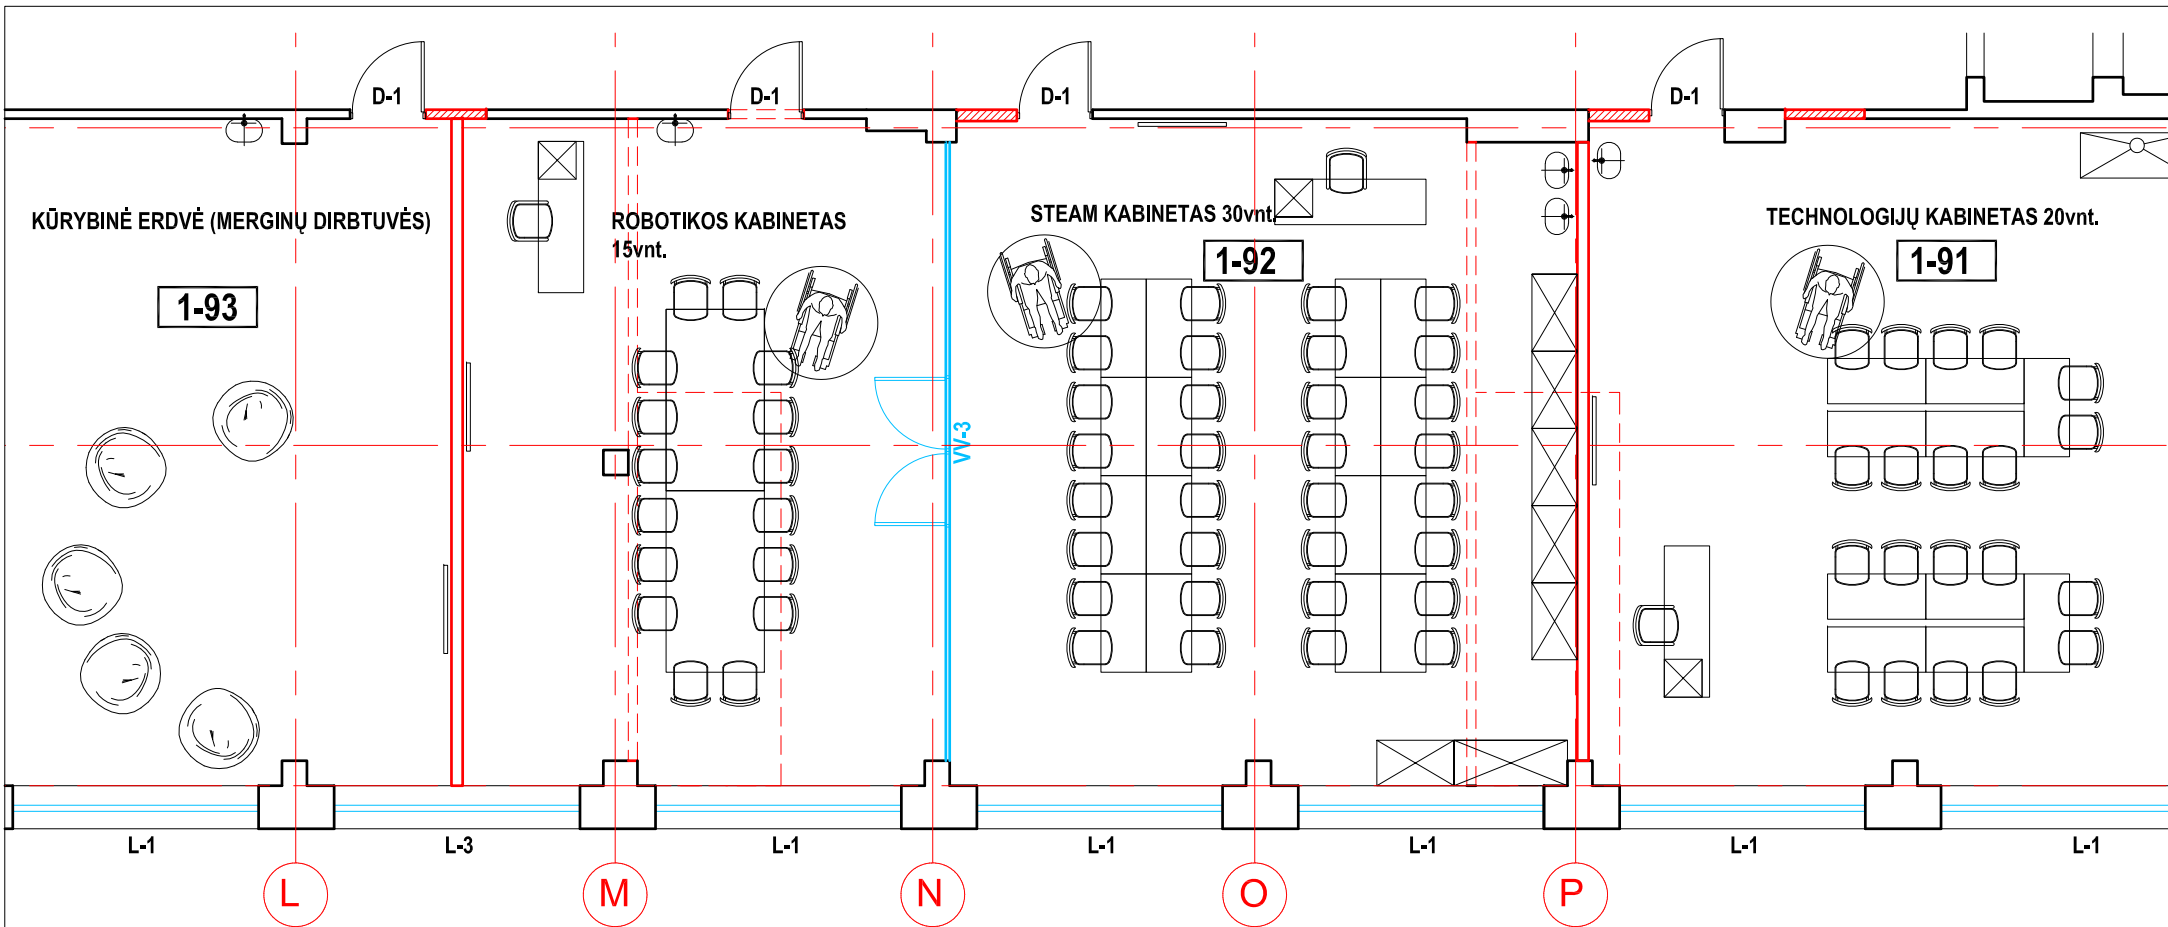 D-1
D-1
D-1
D-1
KŪRYBINĖ ERDVĖ (MERGINŲ DIRBTUVĖS)
1-93
ROBOTIKOS KABINETAS
15vnt.
STEAM KABINETAS 30vnt.
1-92
TECHNOLOGIJŲ KABINETAS 20vnt.
1-91
VV-3
L-1
L-3
L-1
L-1
L-1
L-1
L-1
L
M
N
O
P